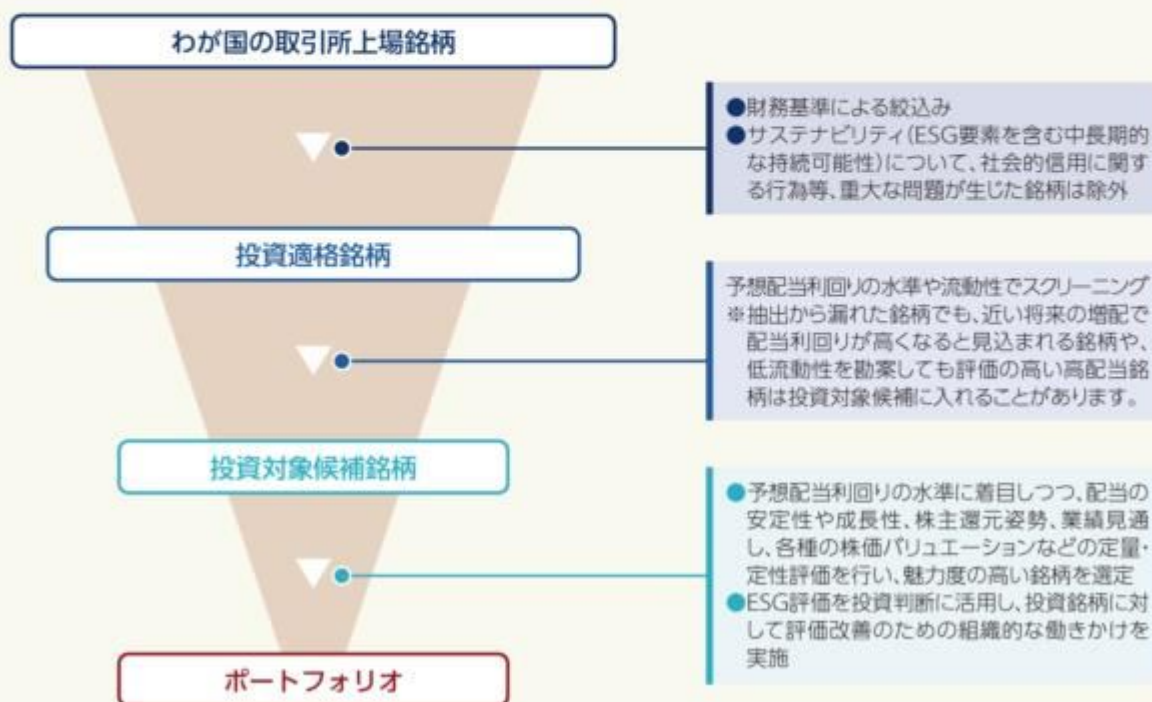 わが国の取引所上場銘柄
●財務基準による絞込み
●サステナビリティ(ESG要素を含む中長期的
な持続可能性)について、社会的信用に関す
る行為等、重大な問題が生じた銘柄は除外
投資適格銘柄
予想配当利回りの水準や流動性でスクリーニング
※抽出から漏れた銘柄でも、近い将来の増配で
配当利回りが高くなると見込まれる銘柄や、
低流動性を勘案しても評価の高い高配当銘
柄は投資対象候補に入れることがあります。
投資対象候補銘柄
●予想配当利回りの水準に着目しつつ、配当の
安定性や成長性、株主還元姿勢、業績見通
し、各種の株価バリュエーションなどの定量・
定性評価を行い、魅力度の高い銘柄を選定
●ESG評価を投資判断に活用し、投資銘柄に対
して評価改善のための組織的な働きかけを
実施
ポートフォリオ